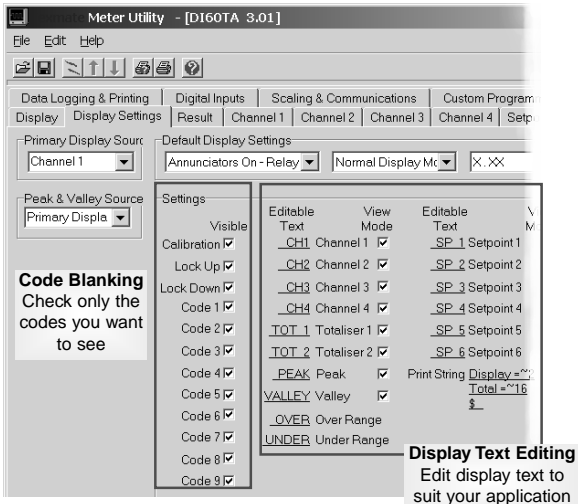 Meter Utility - [DI60TA 3.01]
File Edit Help
Data Logging & Printing Digital Inputs Scaling & Communications Custom Program
Display Display Settings Result Channel 1 Channel 2 Channel 3 Channel 4 Setp
Primary Display Sourc Default Display Settings
Channel 1 Annunciators On - Relay Normal Display Mc X.XX
Peak & Valley Source
Primary Displa
Settings
Visible
Calibration
Lock Up
Lock Down
Code 1
Code 2
Code 3
Code 4
Code 5
Code 6
Code 7
Code 8
Code 9
Editable Text View Mode Editable Text
CH1 Channel 1 SP 1 Setpoint 1
CH2 Channel 2 SP 2 Setpoint 2
CH3 Channel 3 SP 3 Setpoint 3
CH4 Channel 4 SP 4 Setpoint 4
TOT 1 Totaliser 1 SP 5 Setpoint 5
TOT 2 Totaliser 2 SP 6 Setpoint 6
PEAK Peak Print String Display =~
VALLEY Valley Total =~16
$
OVER Over Range
UNDER Under Range
Code Blanking
Check only the
codes you want
to see
Display Text Editing
Edit display text to
suit your application